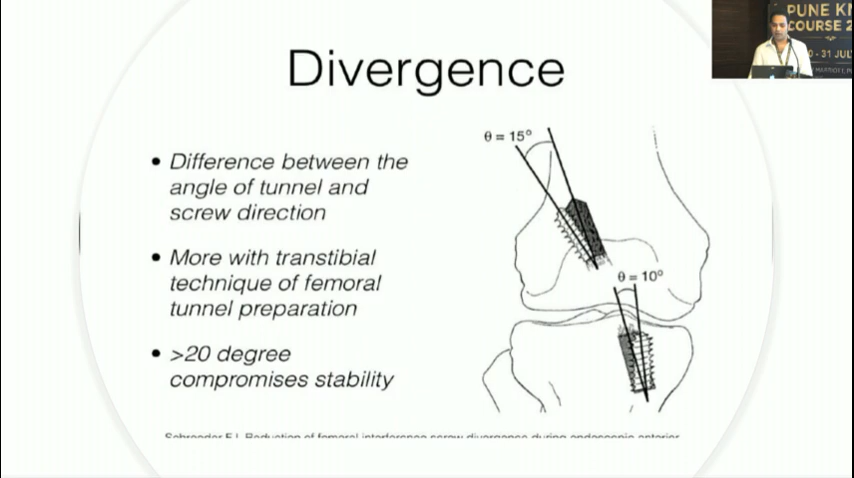 PUNE KN
COURSE 2
0 - 31 JUL
Divergence
θ = 15°
• Difference between the
angle of tunnel and
screw direction
• More with transtibial
technique of femoral
tunnel preparation
• >20 degree
compromises stability
θ = 10°
Schroeder FJ. Reduction of femoral interference screw divergence during endoscopic anterior